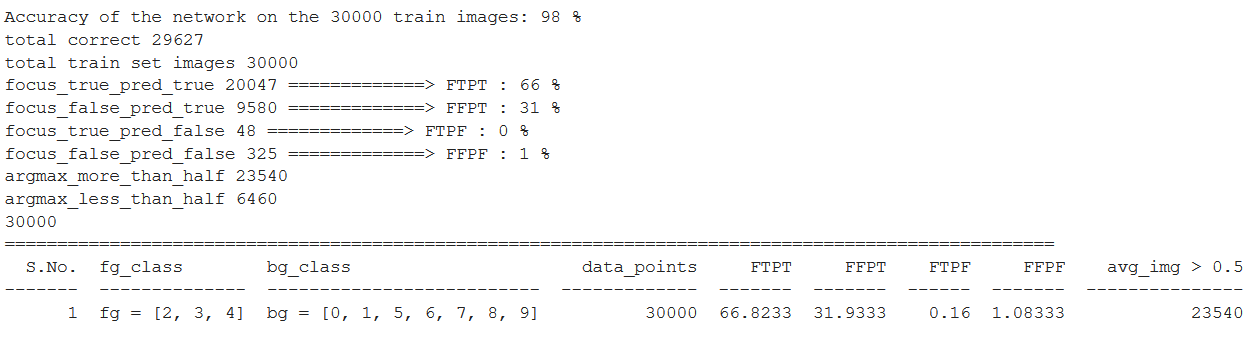 Accuracy of the network on the 30000 train images: 98 %
total correct 29627
total train set images 30000
focus_true_pred_true 20047 =============> FTPT : 66 %
focus_false_pred_true 9580 =============> FFPT : 31 %
focus_true_pred_false 48 =============> FTPF : 0 %
focus_false_pred_false 325 =============> FFPF : 1 %
argmax_more_than_half 23540
argmax_less_than_half 6460
30000
====================================================================================================
S.No. fg_class bg_class data_points FTPT FFPT FTPF FFPF avg_img > 0.5
------- -------------- -------------------------- ------------- ------- ------- ------ ------- ---------------
1 fg = [2, 3, 4] bg = [0, 1, 5, 6, 7, 8, 9] 30000 66.8233 31.9333 0.16 1.08333 23540